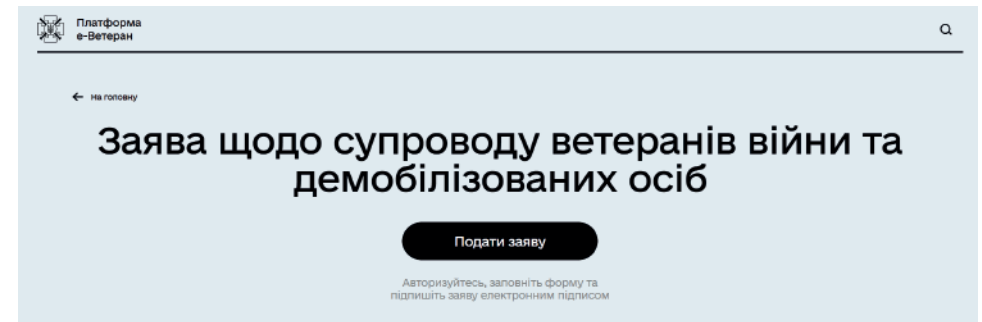 Платформа
е-Ветеран
На головну
Заява щодо супроводу ветеранів війни та
демобілізованих осіб
Подати заяву
Авторизуйтесь, заповніть форму та
підпишіть заяву електронним підписом